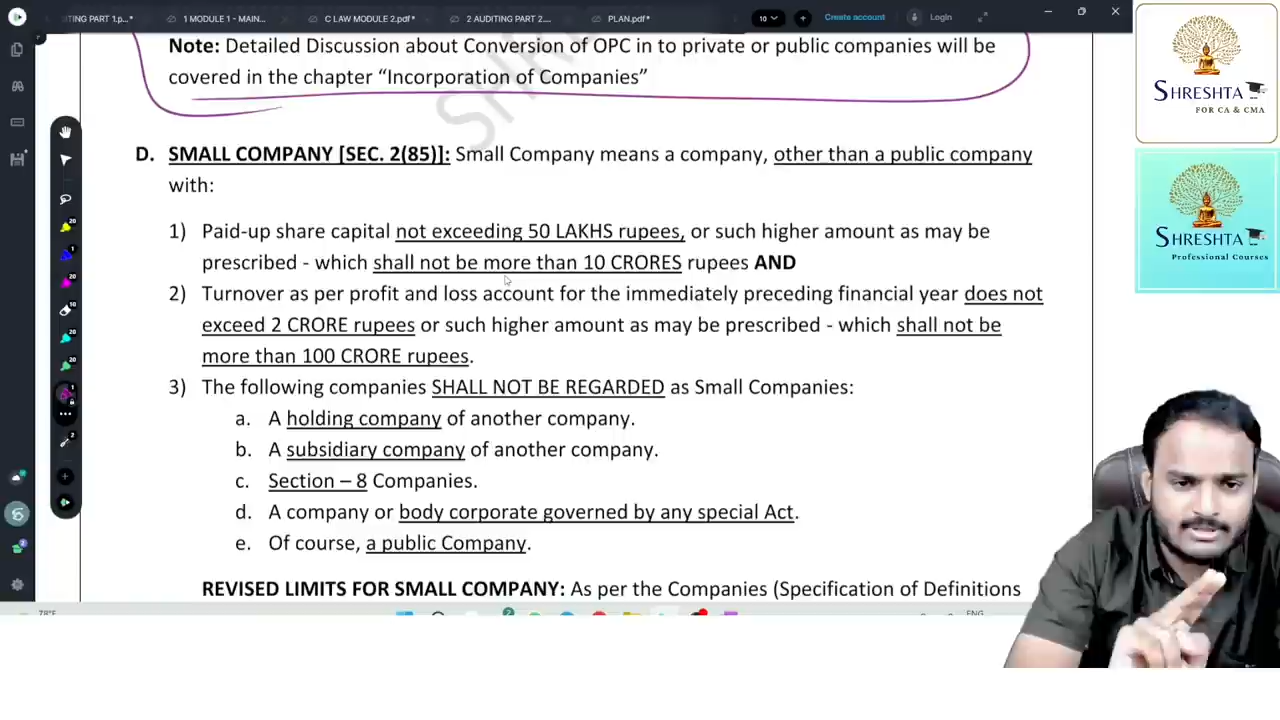 ITING PART 1.p...*
1 MODULE 1 - MAIN...
C LAW MODULE 2.pdf*
2 AUDITING PART 2....
PLAN.pdf*
10
Create account
Login
Note: Detailed Discussion about Conversion of OPC in to private or public companies will be
covered in the chapter “Incorporation of Companies”
D. SMALL COMPANY [SEC. 2(85)]: Small Company means a company, other than a public company
with:
1) Paid-up share capital not exceeding 50 LAKHS rupees, or such higher amount as may be
prescribed - which shall not be more than 10 CRORES rupees AND
2) Turnover as per profit and loss account for the immediately preceding financial year does not
exceed 2 CRORE rupees or such higher amount as may be prescribed - which shall not be
more than 100 CRORE rupees.
3) The following companies SHALL NOT BE REGARDED as Small Companies:
a. A holding company of another company.
b. A subsidiary company of another company.
c. Section – 8 Companies.
d. A company or body corporate governed by any special Act.
e. Of course, a public Company.
REVISED LIMITS FOR SMALL COMPANY: As per the Companies (Specification of Definitions
78°F
ENG
SHRESHTA
FOR CA & CMA
SHRESHTA
Professional Courses